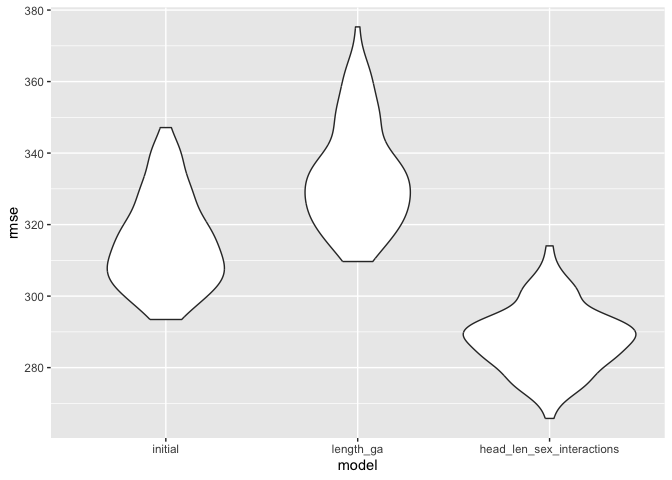 380
360
340
320
300
280
rmse
initial
length_ga
head_len_sex_interactions
model